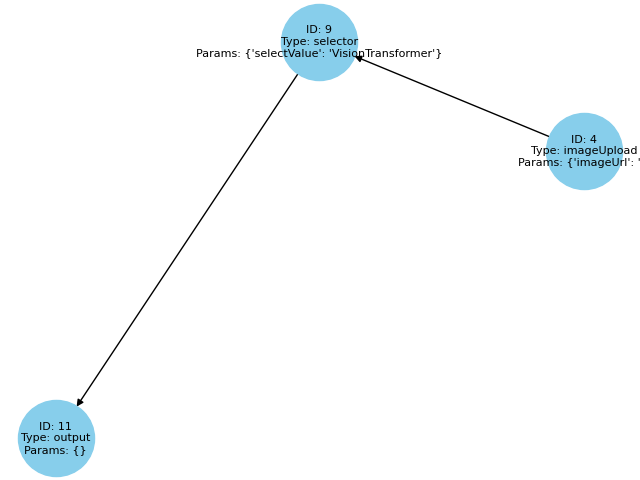 ID: 9
Type: selector
Params: {'selectValue': 'VisionTransformer'}
ID: 4
Type: imageUpload
Params: {'imageUrl': '
ID: 11
Type: output
Params: {}